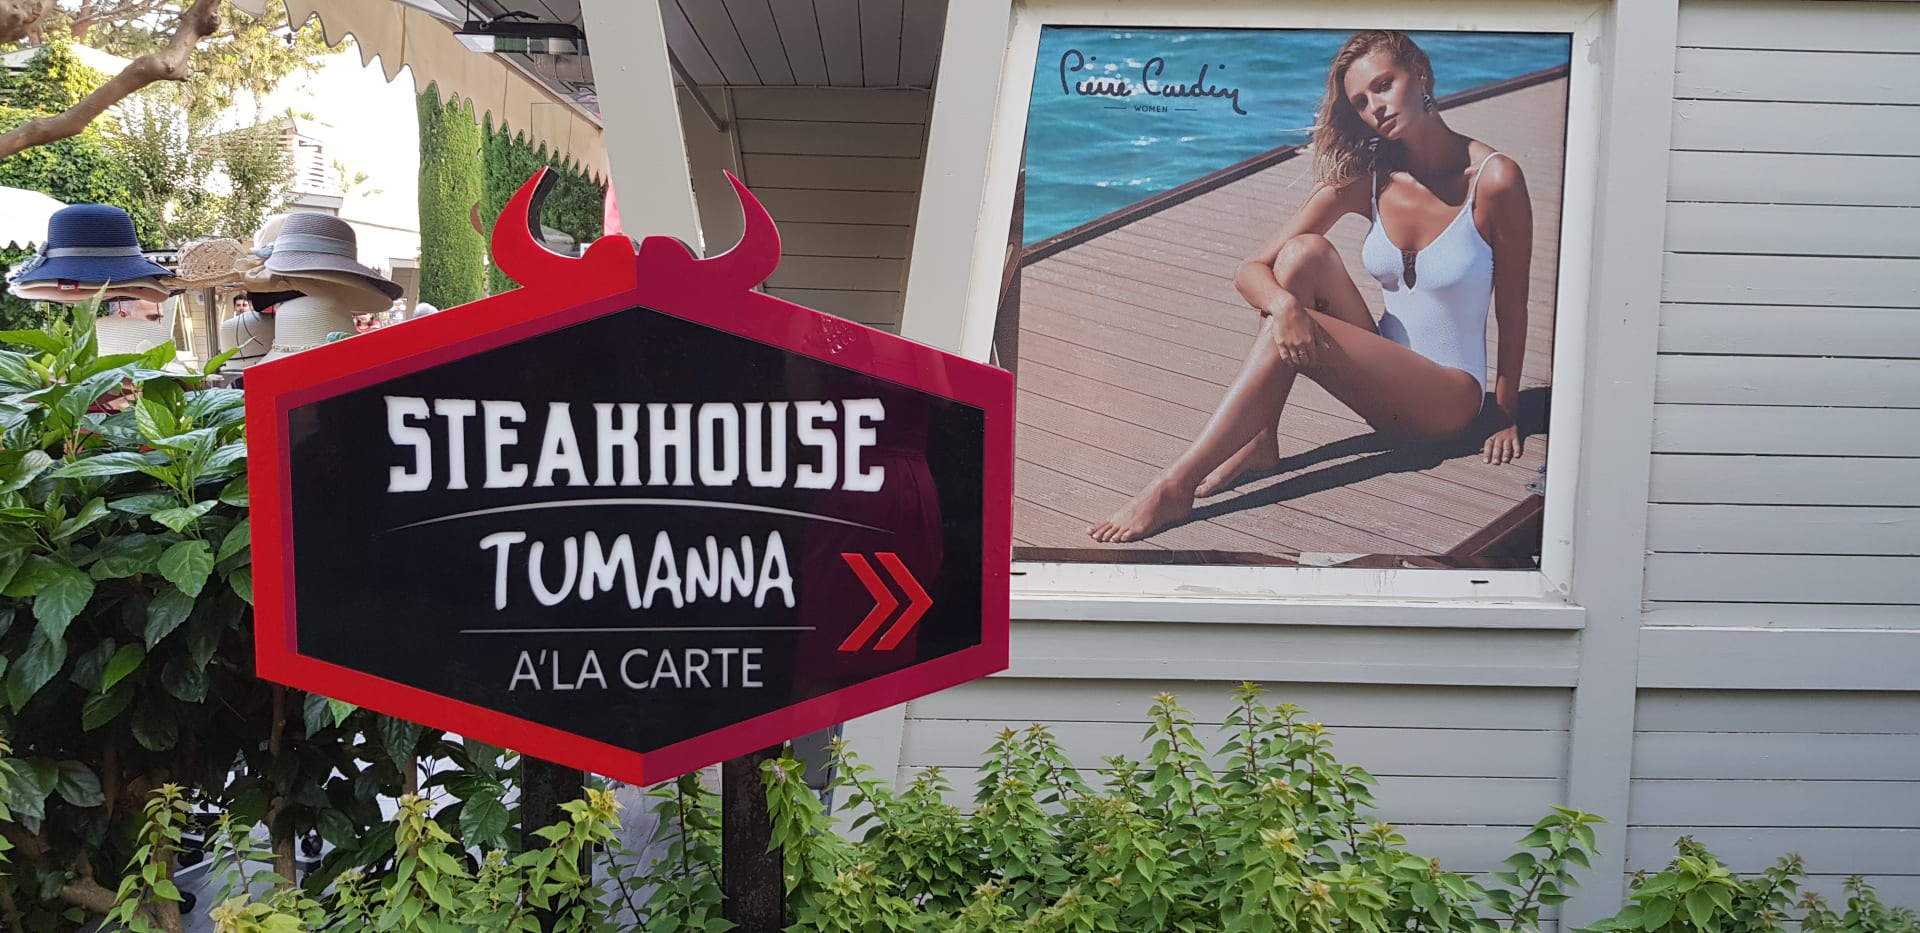 STEAKHOUSE
TUMANNA
A'LA CARTE
Pierre Cardin
WOMEN